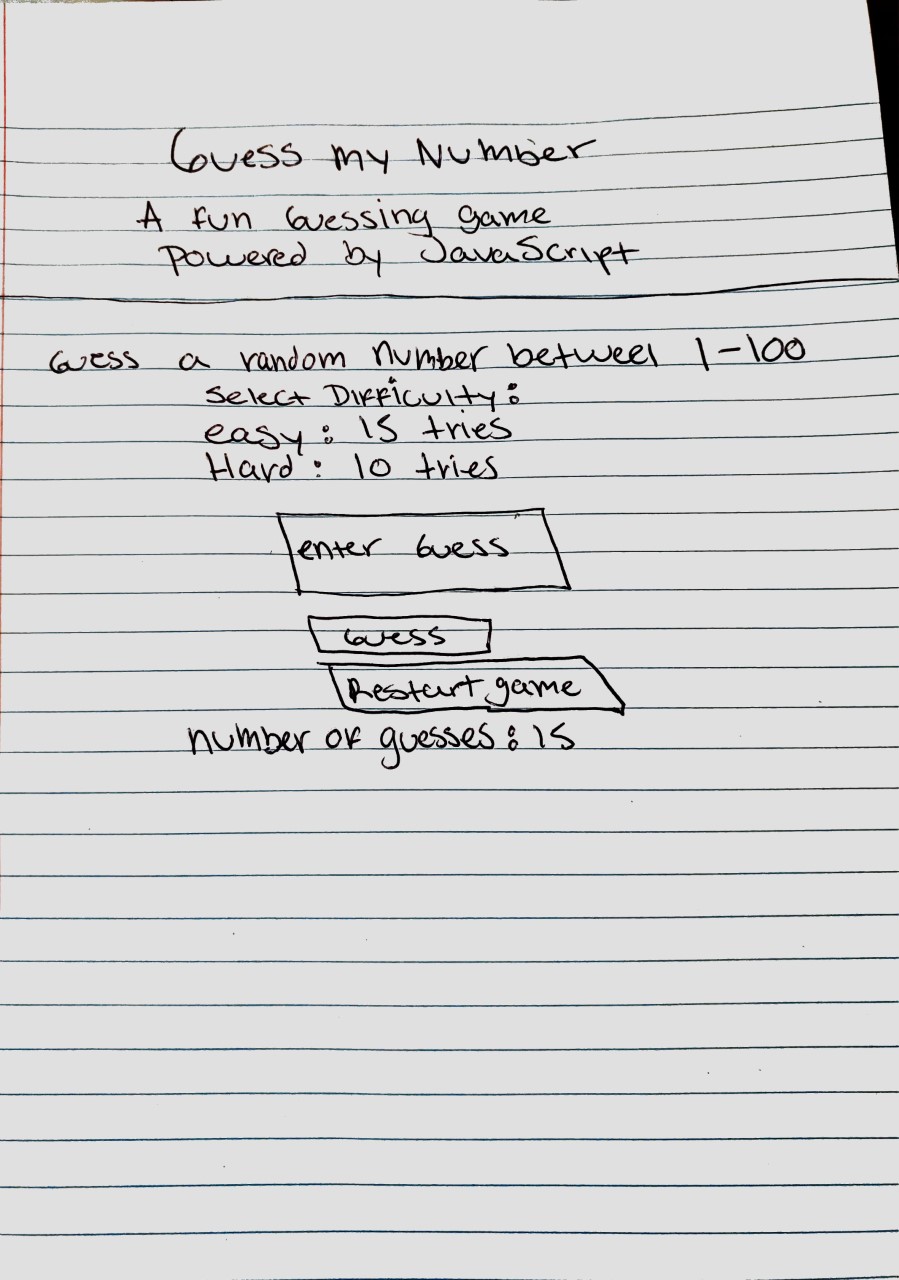 Guess my Number
A fun Guessing game
Powered by JavaScript
Guess a random number betweel 1-100
Select Difficulty:
easy: 15 tries
Hard: 10 tries
enter Guess
Guess
Restart game
number of guesses: 15